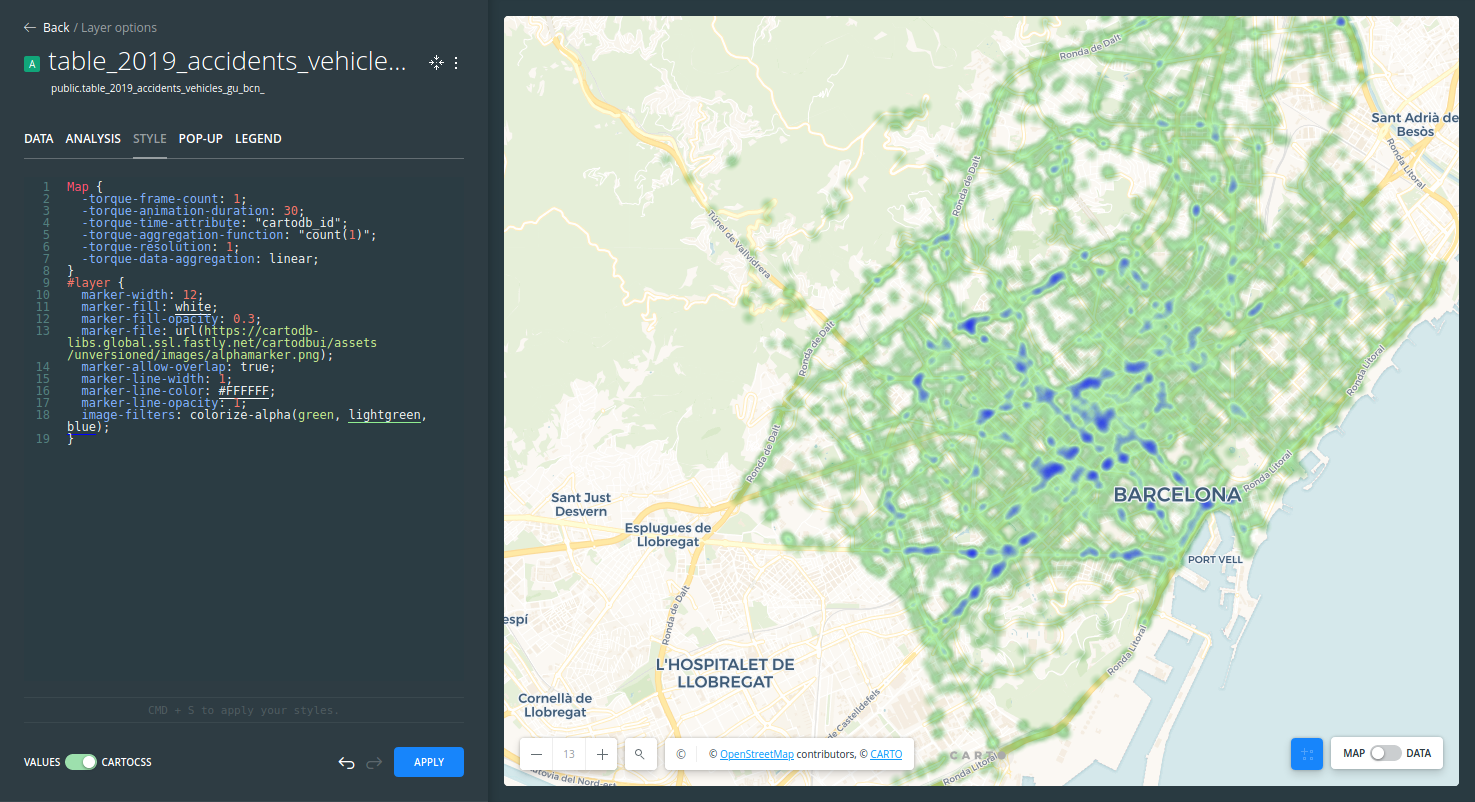 ← Back / Layer options
A table_2019_accidents_vehicle...
public.table_2019_accidents_vehicles_gu_bcn_
DATA ANALYSIS STYLE POP-UP LEGEND
1 Map {
2 -torque-frame-count: 1;
3 -torque-animation-duration: 30;
4 -torque-time-attribute: "cartodb_id";
5 -torque-aggregation-function: "count(1)";
6 -torque-resolution: 1;
7 -torque-data-aggregation: linear;
8 }
9 #layer {
10 marker-width: 12;
11 marker-fill: white;
12 marker-fill-opacity: 0.3;
13 marker-file: url(https://cartodb-
libs.global.ssl.fastly.net/cartodbui/assets
/unversioned/images/alphamarker.png);
14 marker-allow-overlap: true;
15 marker-line-width: 1;
16 marker-line-color: #FFFFFF;
17 marker-line-opacity: 1;
18 image-filters: colorize-alpha(green, lightgreen,
blue);
19 }
CMD + S to apply your styles.
VALUES CARTOCSS
APPLY
Ronda de Dalt
Sant Adrià de
Besòs
Ronda Litoral
Ronda de Dalt
Túnel de Vallvidrera
Ronda de Dalt
Ronda Litoral
Ronda de Dalt
Ronda Litoral
BARCELONA
Sant Just
Desvern
Esplugues de
Llobregat
PORT VELL
Ronda de Dalt
espí
Ronda Litoral
L'HOSPITALET DE
LLOBREGAT
Cornellà de
Llobregat
de Castelldefels
Ronda Litoral
CARTO
tovia del Nord-est
− 13 +
© © OpenStreetMap contributors, © CARTO
MAP DATA